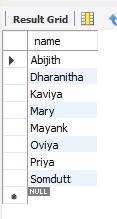 Result Grid
name
Abijith
Dharanitha
Kaviya
Mary
Mayank
Oviya
Priya
Somdutt
NULL